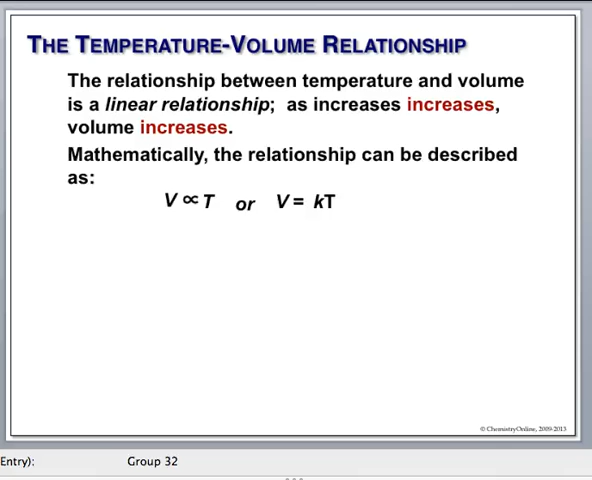 THE TEMPERATURE-VOLUME RELATIONSHIP
The relationship between temperature and volume
is a linear relationship; as increases increases,
volume increases.
Mathematically, the relationship can be described
as:
V ∝ T or V = kT
© ChemistryOnline, 2009-2013
Entry): Group 32